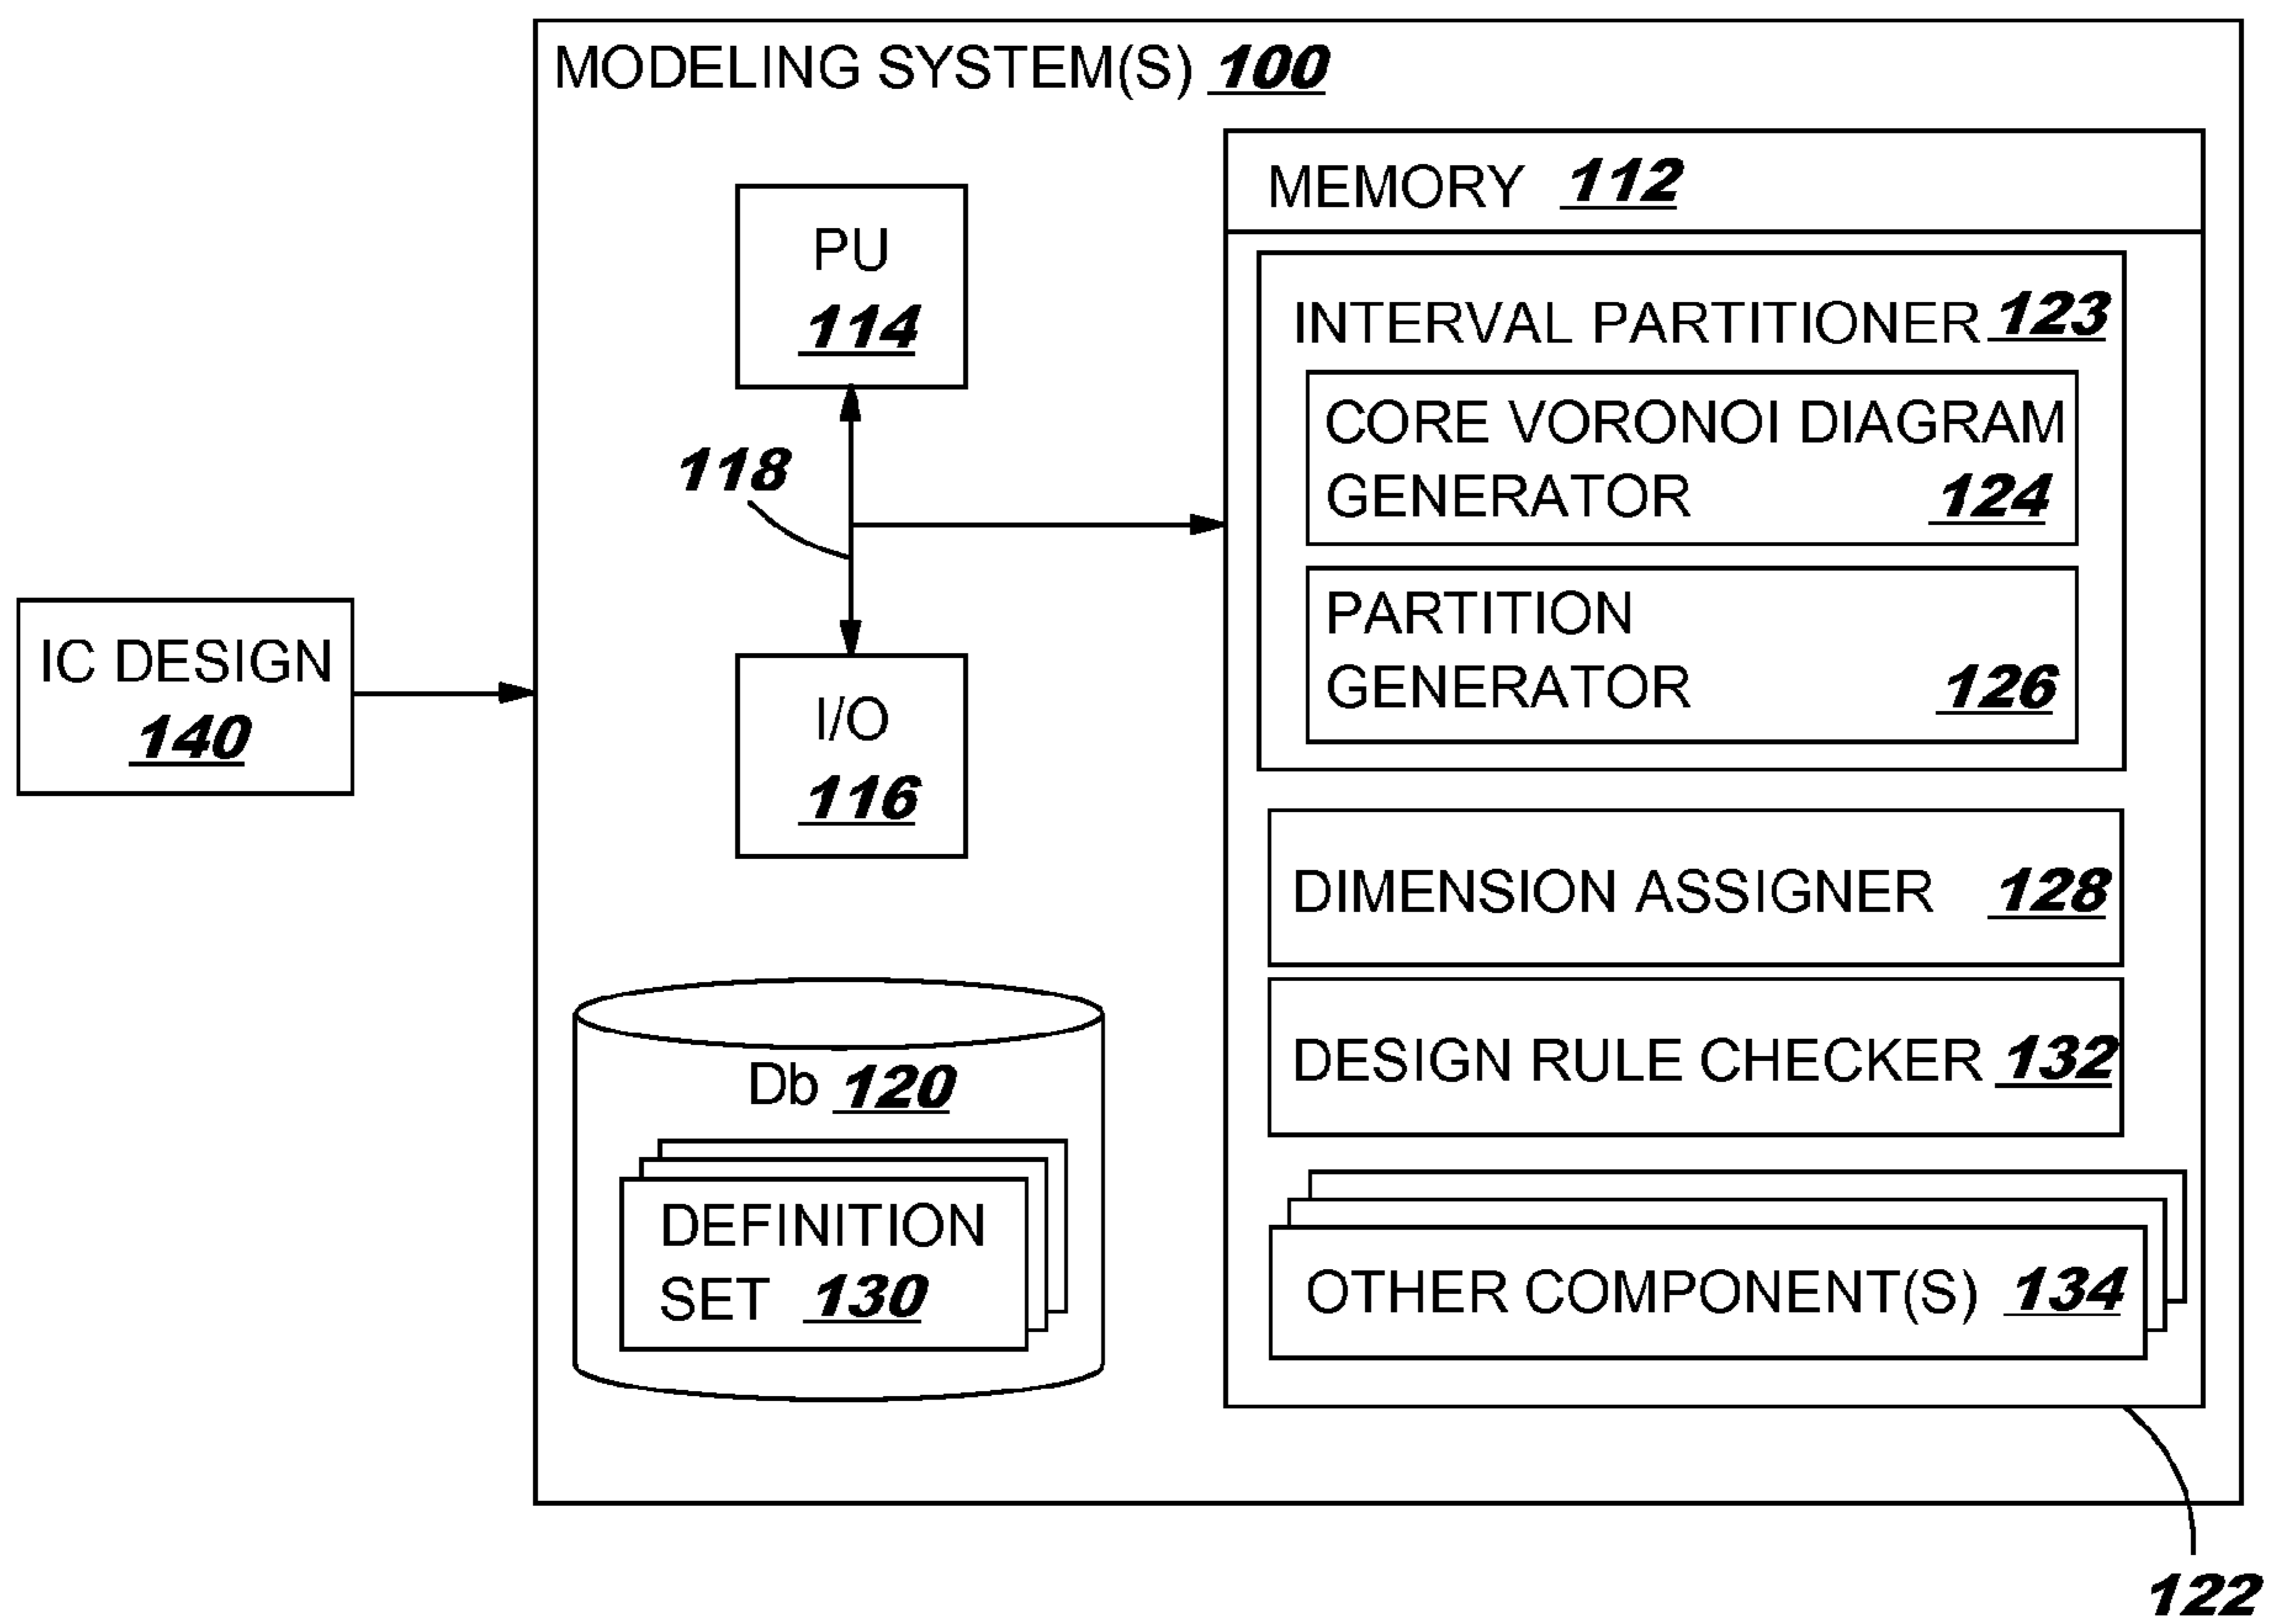 MODELING SYSTEM(S) 100
MEMORY 112
PU
114
INTERVAL PARTITIONER 123
CORE VORONOI DIAGRAM
GENERATOR 124
118
PARTITION
GENERATOR 126
IC DESIGN
140
I/O
116
DIMENSION ASSIGNER 128
DESIGN RULE CHECKER 132
Db 120
DEFINITION
SET 130
OTHER COMPONENT(S) 134
122